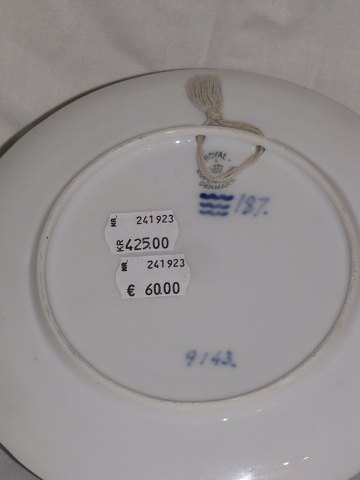 ROYAL
DENMARK
187.
NR. 241923
KR 425.00
NR. 241923
€ 60.00
9143.